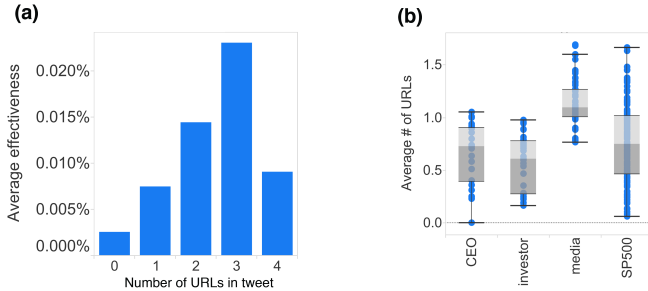 (a)
Average effectiveness
0.020%
0.015%
0.010%
0.005%
0.000%
0 1 2 3 4
Number of URLs in tweet
(b)
Average # of URLs
1.5
1.0
0.5
0.0
CEO
investor
media
SP500